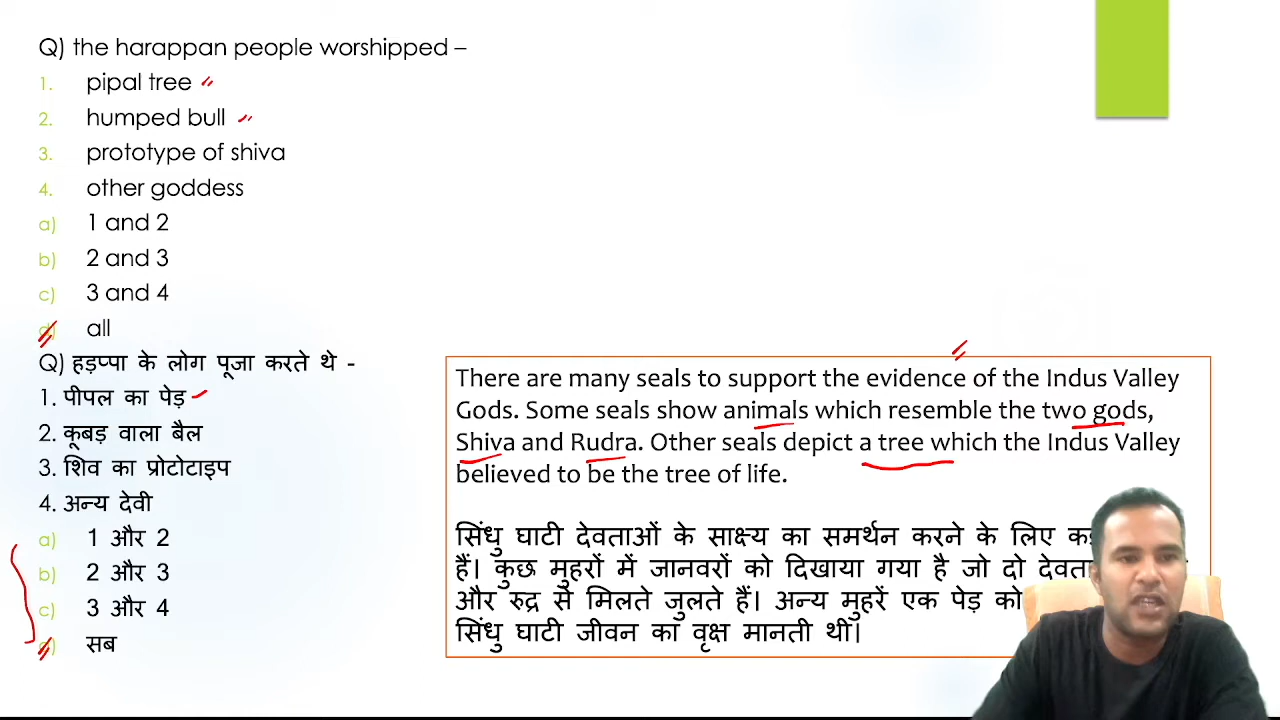 Q) the harappan people worshipped –
1. pipal tree
2. humped bull
3. prototype of shiva
4. other goddess
a) 1 and 2
b) 2 and 3
c) 3 and 4
d) all
Q) हड़प्पा के लोग पूजा करते थे -
1. पीपल का पेड़
2. कूबड़ वाला बैल
3. शिव का प्रोटोटाइप
4. अन्य देवी
a) 1 और 2
b) 2 और 3
c) 3 और 4
सब
There are many seals to support the evidence of the Indus Valley
Gods. Some seals show animals which resemble the two gods,
Shiva and Rudra. Other seals depict a tree which the Indus Valley
believed to be the tree of life.
सिंधु घाटी देवताओं के साक्ष्य का समर्थन करने के लिए
हैं। कुछ मुहरों में जानवरों को दिखाया गया है जो दो
और रुद्र से मिलते जुलते हैं। अन्य मुहरें एक पेड़ को
सिंधु घाटी जीवन का वृक्ष मानती थी।